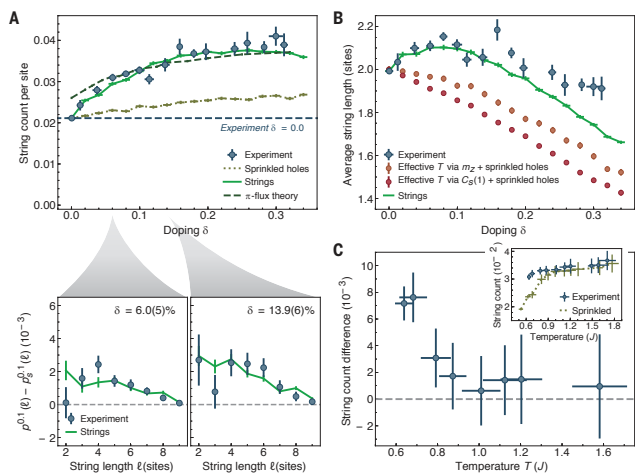 A
String count per site
0.04
0.03
0.02
0.01
0.00
Experiment δ = 0.0
Experiment
Sprinkled holes
Strings
π-flux theory
0.0
0.1
0.2
0.3
Doping δ
B
Average string length (sites)
2.2
2.0
1.8
1.6
1.4
Experiment
Effective T via mz + sprinkled holes
Effective T via Cs(1) + sprinkled holes
Strings
0.0
0.1
0.2
0.3
Doping δ
p^0.1(ℓ) − p_s^0.1(ℓ) (10⁻³)
6
4
2
0
− 2
δ = 6.0(5)%
Experiment
Strings
2
4
6
8
String length ℓ(sites)
δ = 13.9(6)%
2
4
6
8
String length ℓ(sites)
C
String count difference (10⁻³)
10
8
6
4
2
0
− 2
0.6
0.8
1.0
1.2
1.4
1.6
Temperature T (J)
String count (10⁻²)
4
3
2
Experiment
Sprinkled
0.6
0.9
1.2
1.5
1.8
Temperature (J)